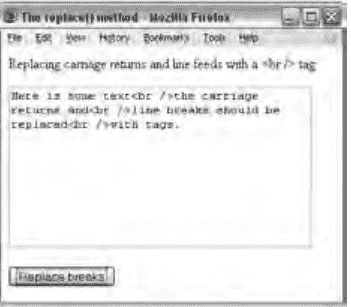 The replace() method - Mozilla Firefox
File Edit View History Bookmarks Tools Help
Replacing carriage returns and line feeds with a <br /> tag
Here is some text<br />the carriage
returns and<br />line breaks should be
replaced<br />with tags.
Replace breaks